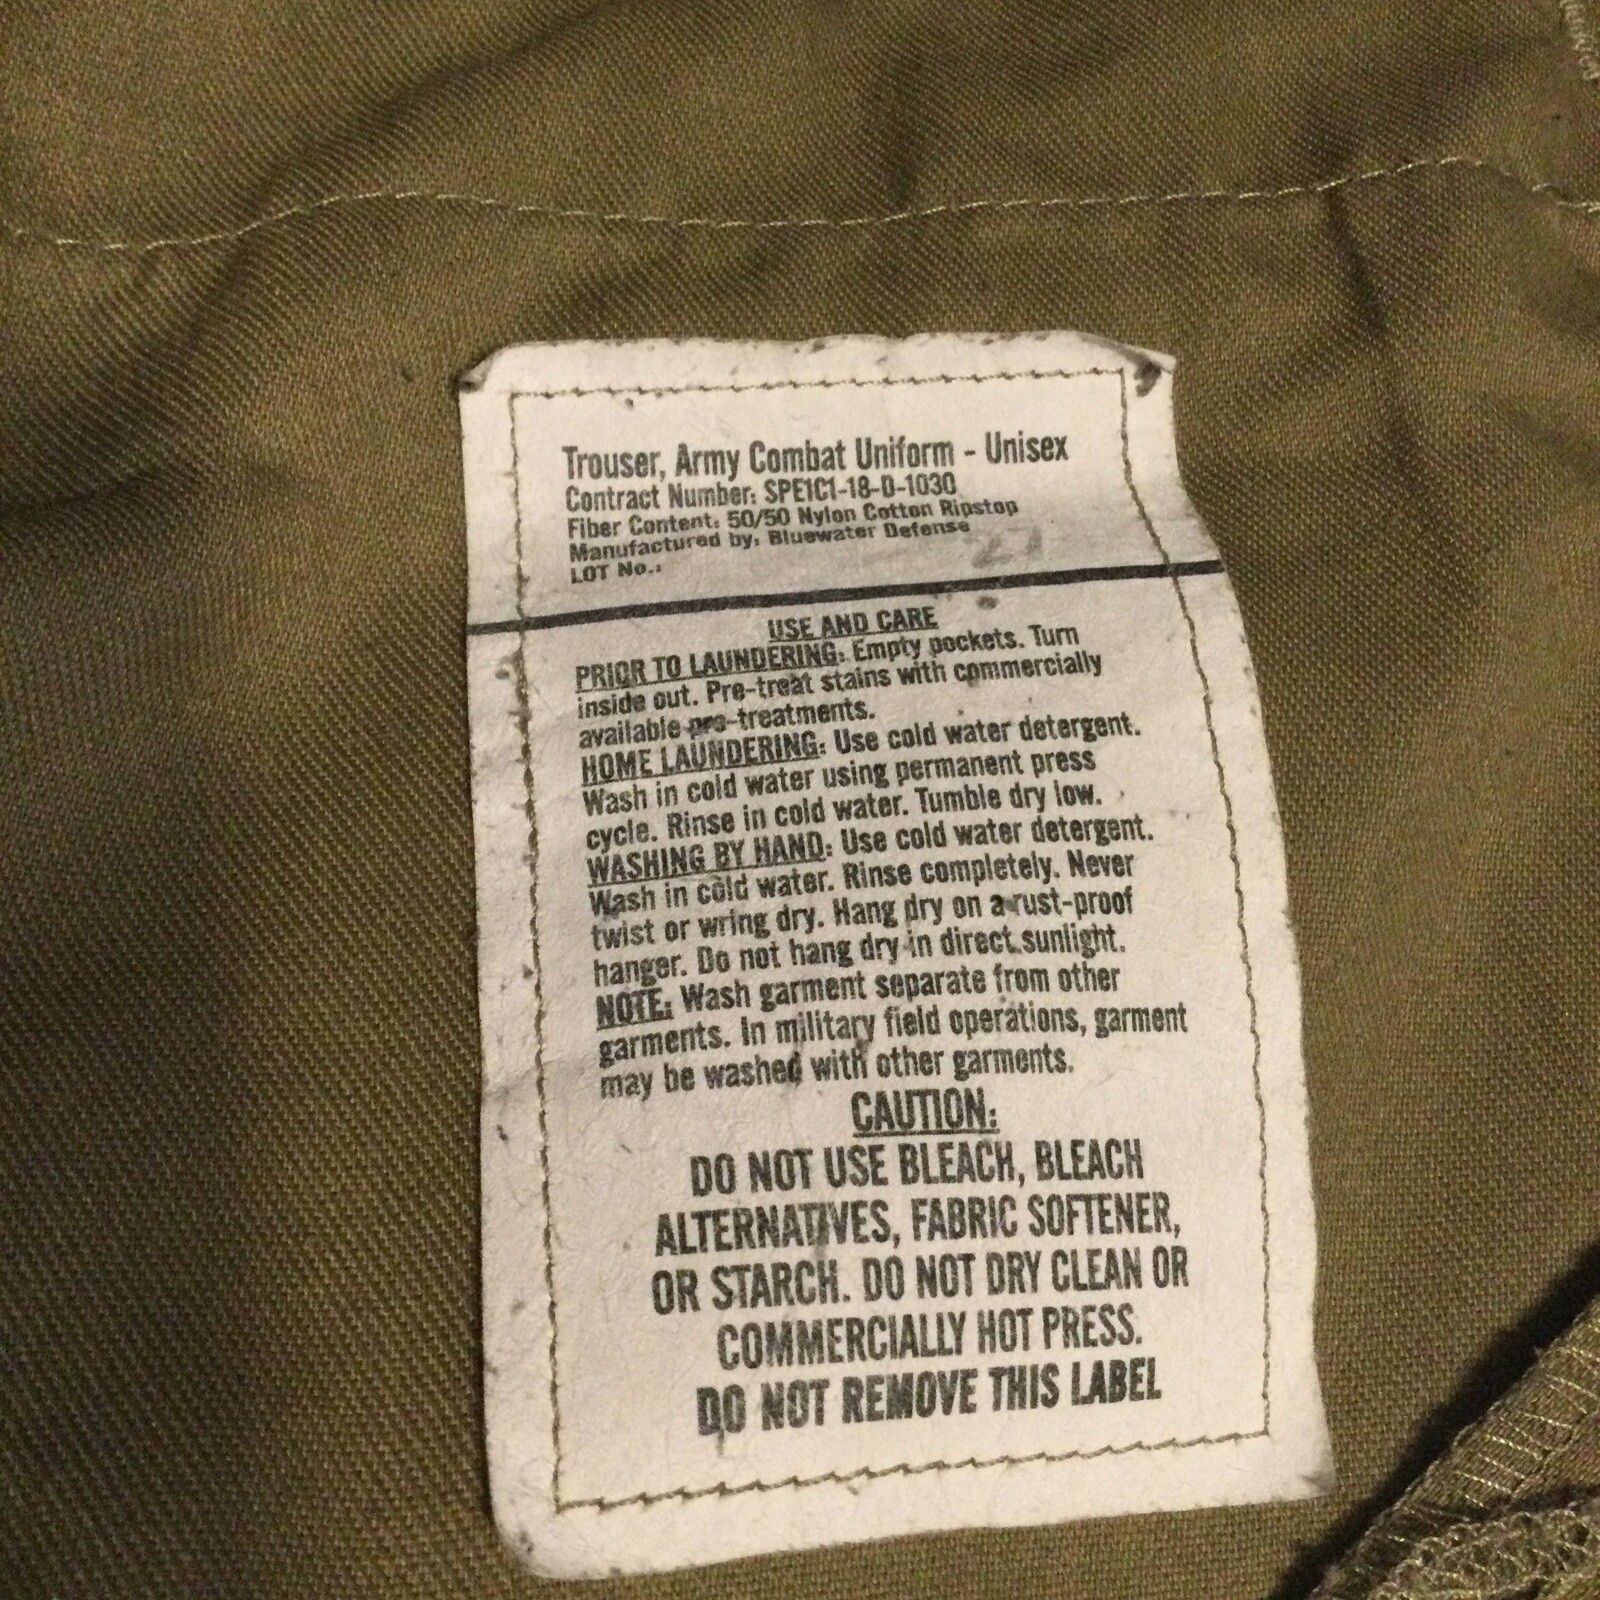 Trouser, Army Combat Uniform - Unisex
Contract Number: SPE1C1-18-D-1030
Fiber Content: 50/50 Nylon Cotton Ripstop
Manufactured by: Bluewater Defense
LOT No.:
USE AND CARE
PRIOR TO LAUNDERING: Empty pockets. Turn
inside out. Pre-treat stains with commercially
available pre-treatments.
HOME LAUNDERING: Use cold water detergent.
Wash in cold water using permanent press
cycle. Rinse in cold water. Tumble dry low.
WASHING BY HAND: Use cold water detergent.
Wash in cold water. Rinse completely. Never
twist or wring dry. Hang dry on a rust-proof
hanger. Do not hang dry in direct sunlight.
NOTE: Wash garment separate from other
garments. In military field operations, garment
may be washed with other garments.
CAUTION:
DO NOT USE BLEACH, BLEACH
ALTERNATIVES, FABRIC SOFTENER,
OR STARCH. DO NOT DRY CLEAN OR
COMMERCIALLY HOT PRESS.
DO NOT REMOVE THIS LABEL